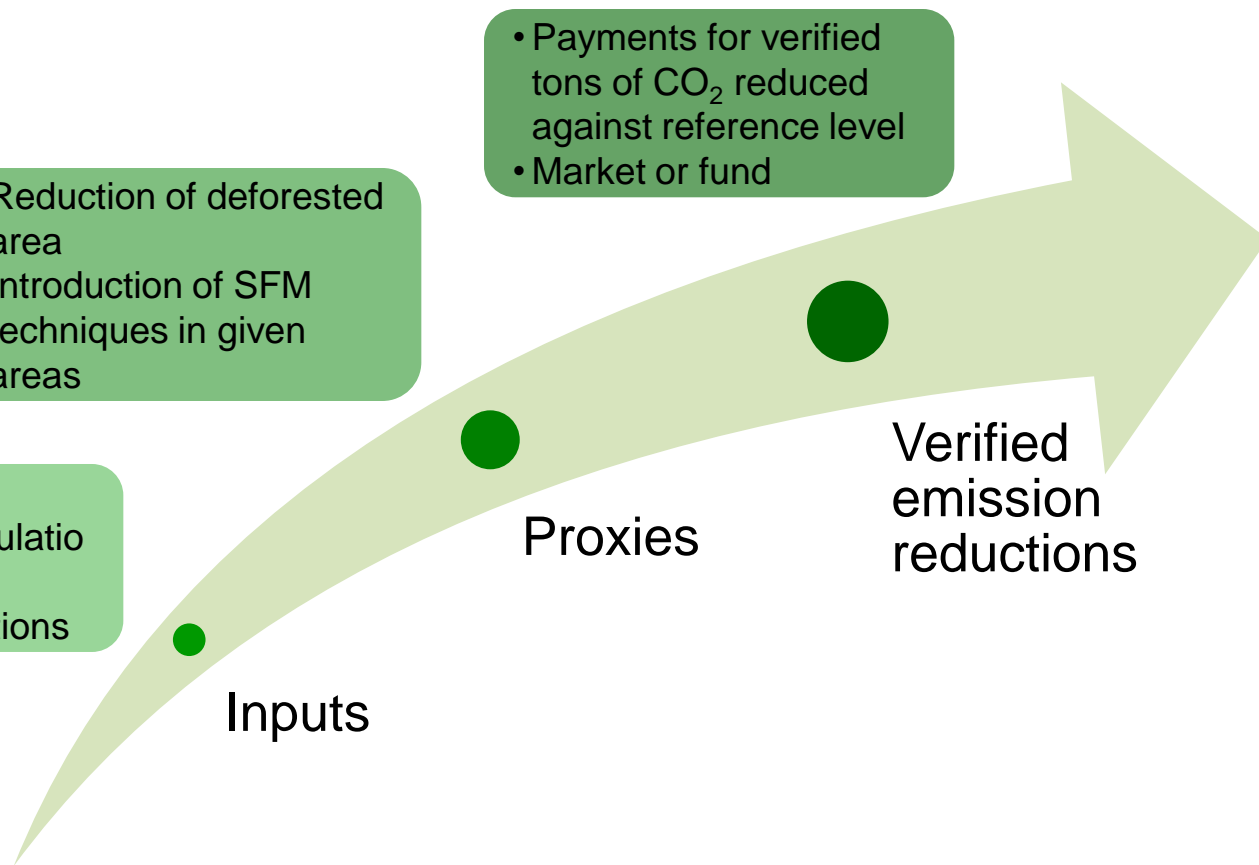 • Payments for verified
tons of CO₂ reduced
against reference level
• Market or fund
Reduction of deforested
area
ntroduction of SFM
echniques in given
areas
ulatio
tions
Inputs
Proxies
Verified
emission
reductions